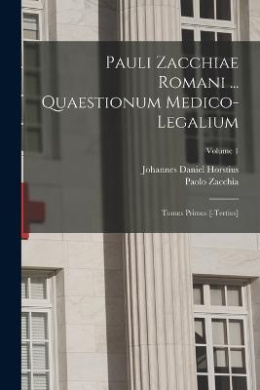 Pauli Zacchiae
Romani ...
Quaestionum Medico-
Legalium
Volume 1
Johannes Daniel Horstius
Paolo Zacchia
Tomus Primus [-Tertius]